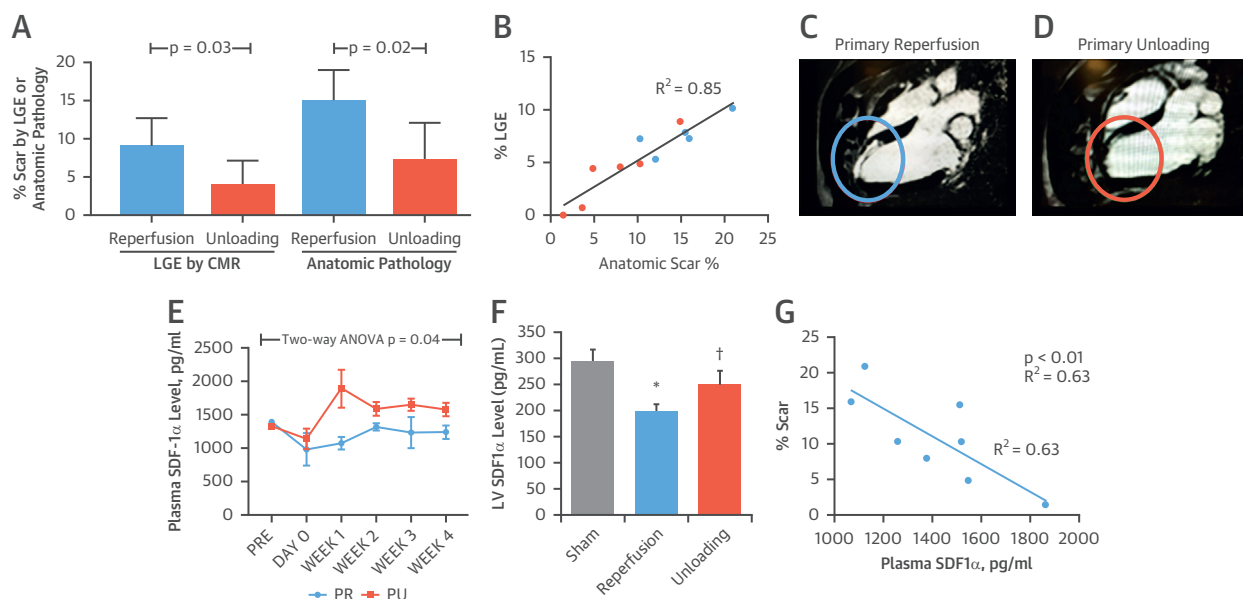 A
p = 0.03
p = 0.02
% Scar by LGE or
Anatomic Pathology
20
15
10
5
0
Reperfusion Unloading Reperfusion Unloading
LGE by CMR Anatomic Pathology
B
R² = 0.85
% LGE
15
10
5
0
0 5 10 15 20 25
Anatomic Scar %
C
Primary Reperfusion
D
Primary Unloading
E
Two-way ANOVA p = 0.04
Plasma SDF-1α Level, pg/ml
2500
2000
1500
1000
500
0
PRE DAY 0 WEEK 1 WEEK 2 WEEK 3 WEEK 4
PR PU
F
LV SDF1α Level (pg/mL)
350
300
250
200
150
100
50
0
*
†
Sham Reperfusion Unloading
G
p < 0.01
R² = 0.63
R² = 0.63
% Scar
25
20
15
10
5
0
1000 1200 1400 1600 1800 2000
Plasma SDF1α, pg/ml